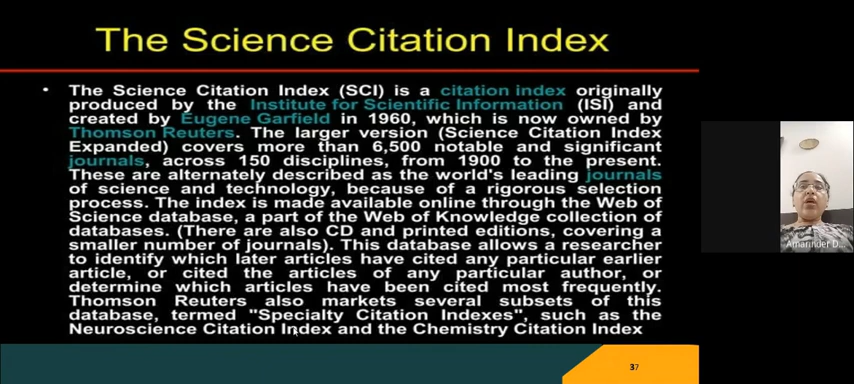 The Science Citation Index
• The Science Citation Index (SCI) is a citation index originally
produced by the Institute for Scientific Information (ISI) and
created by Eugene Garfield in 1960, which is now owned by
Thomson Reuters. The larger version (Science Citation Index
Expanded) covers more than 6,500 notable and significant
journals, across 150 disciplines, from 1900 to the present.
These are alternately described as the world's leading journals
of science and technology, because of a rigorous selection
process. The index is made available online through the Web of
Science database, a part of the Web of Knowledge collection of
databases. (There are also CD and printed editions, covering a
smaller number of journals). This database allows a researcher
to identify which later articles have cited any particular earlier
article, or cited the articles of any particular author, or
determine which articles have been cited most frequently.
Thomson Reuters also markets several subsets of this
database, termed "Specialty Citation Indexes", such as the
Neuroscience Citation Index and the Chemistry Citation Index
Amarinder D...
37